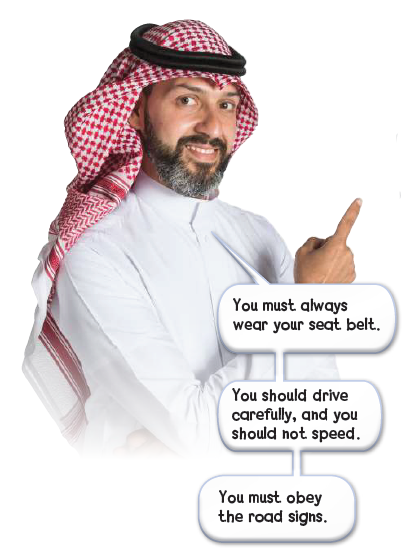 You must always
wear your seat belt.
You should drive
carefully, and you
should not speed.
You must obey
the road signs.